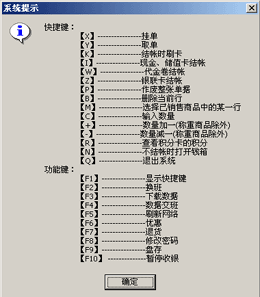 系统提示
快捷键：
【X】---------------挂单
【Y】---------------取单
【K】---------------结帐时刷卡
【I】---------------现金、储值卡结帐
【W】---------------代金卷结帐
【Z】---------------银联卡结帐
【P】---------------作废整张单据
【B】---------------删除当前行
【M】---------------选择已销售商品中的某一行
【C】---------------输入数量
【+】---------------数量加一(称重商品除外)
【-】---------------数量减一(称重商品除外)
【R】---------------查看积分卡的积分
【N】---------------不结帐时打开钱箱
【Q】---------------退出系统
功能键：
【F1】---------------显示快捷键
【F2】---------------换班
【F3】---------------下载数据
【F4】---------------数据交班
【F5】---------------刷新网络
【F6】---------------优惠
【F7】---------------退货
【F8】---------------修改密码
【F9】---------------盘存
【F10】---------------暂停收银
确定